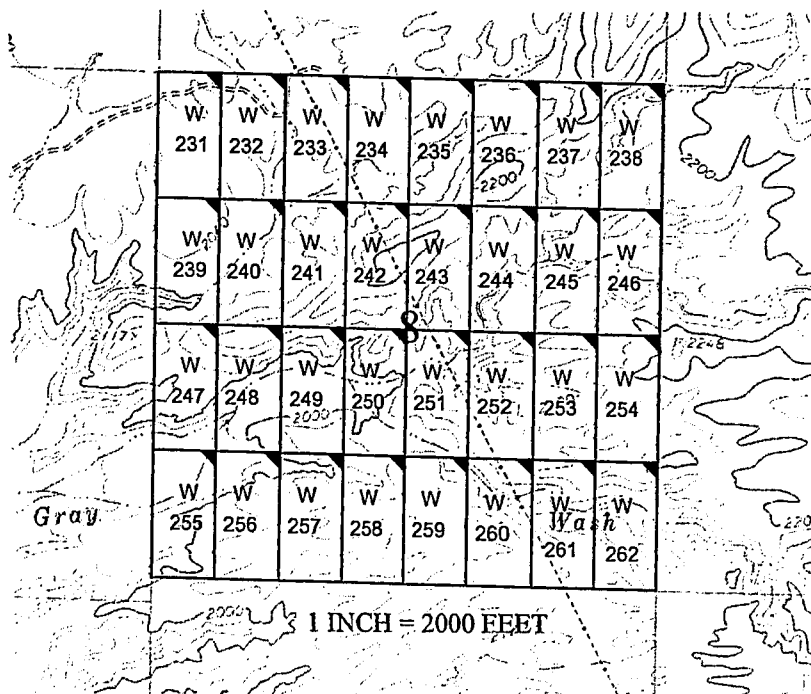 W W W W W W W W
231 232 233 234 235 236 237 238
2200
2200
W W W W W W W W
239 240 241 242 243 244 245 246
8
W W W W W W W W
247 248 249 250 251 252 253 254
2000
W W W W W W W W
255 256 257 258 259 260 261 262
Gray Wash
2000
1 INCH = 2000 FEET